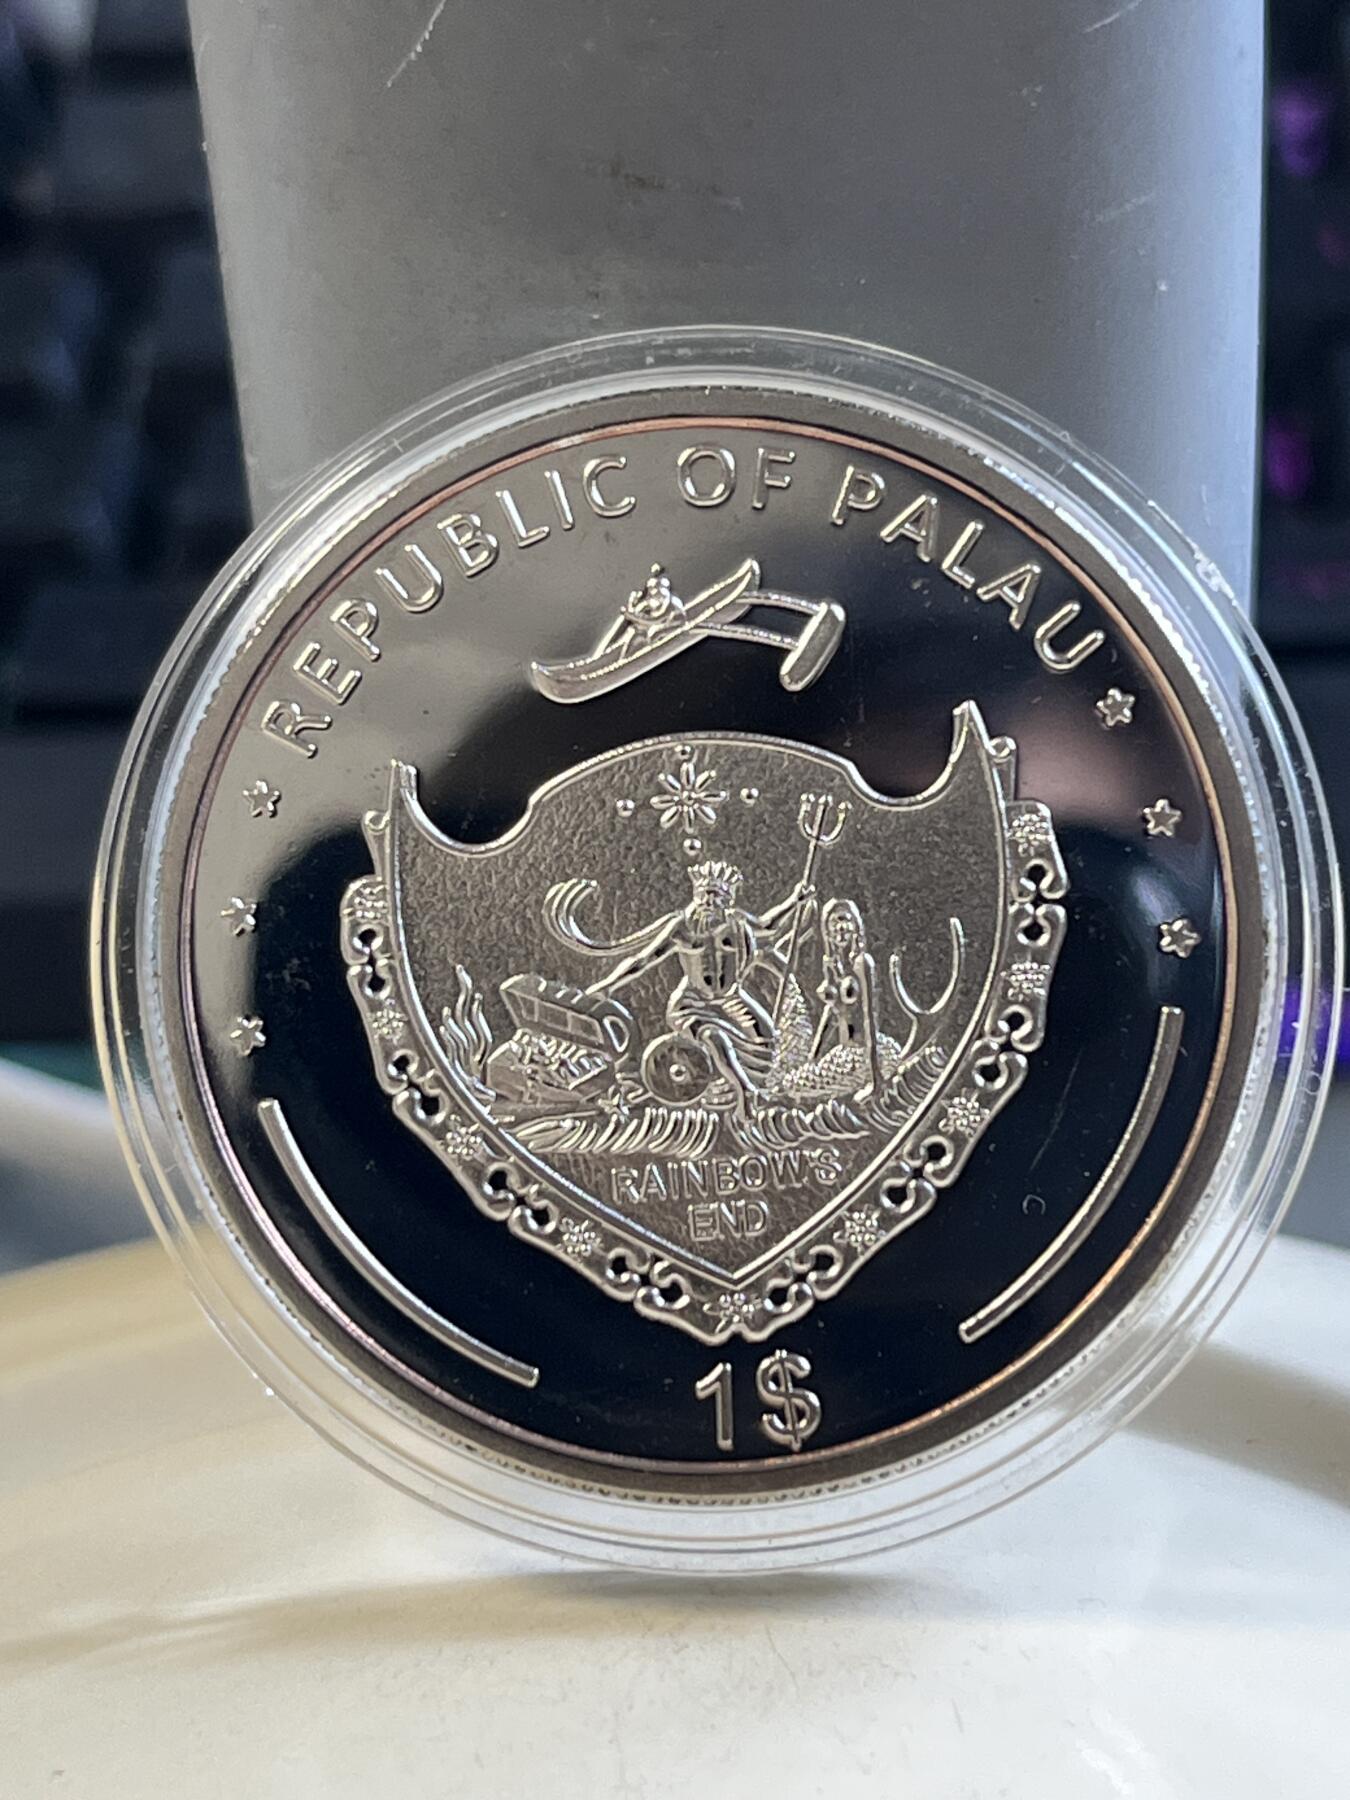 REPUBLIC OF PALAU
RAINBOW'S
END
1$